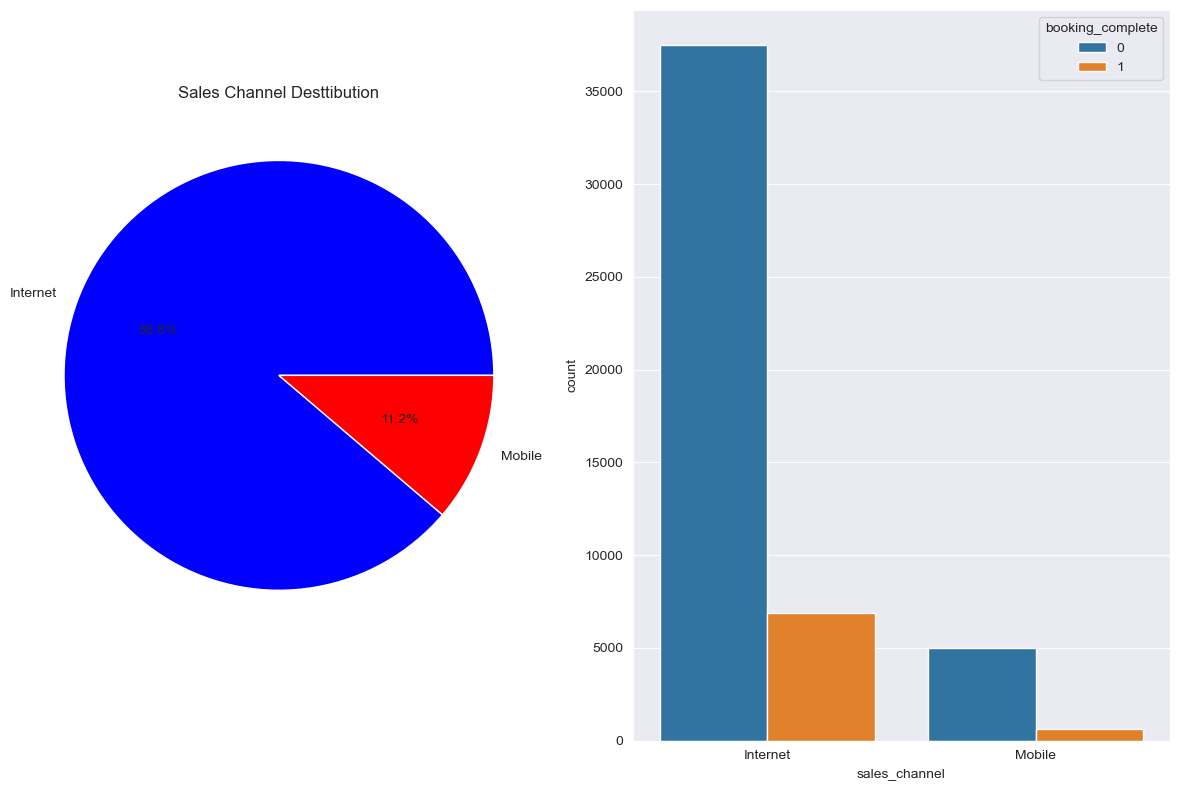 Sales Channel Desttibution
Internet
11.2%
Mobile
booking_complete
0
1
35000
30000
25000
20000
15000
10000
5000
0
count
Internet
Mobile
sales_channel